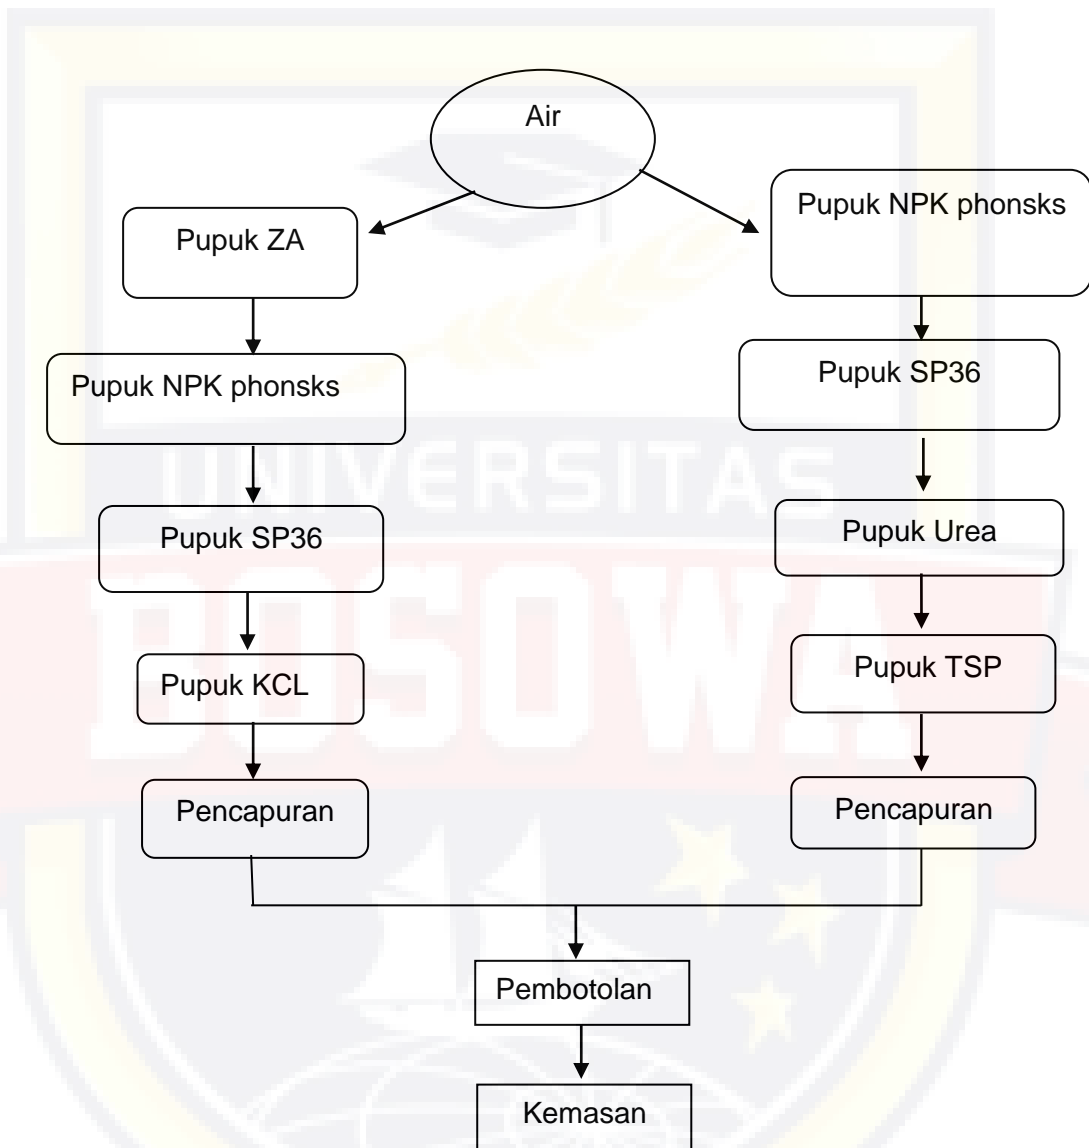 Air
Pupuk ZA
Pupuk NPK phonsks
Pupuk SP36
Pupuk KCL
Pencapuran
Pupuk NPK phonsks
Pupuk SP36
Pupuk Urea
Pupuk TSP
Pencapuran
Pembotolan
Kemasan
UNIVERSITAS
BOSOWA